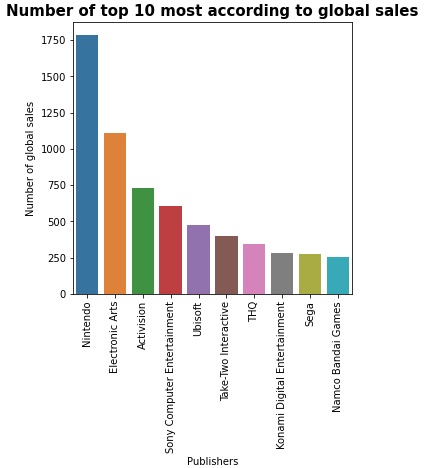 Number of top 10 most according to global sales
Number of global sales
1750
1500
1250
1000
750
500
250
0
Nintendo
Electronic Arts
Activision
Sony Computer Entertainment
Ubisoft
Take-Two Interactive
THQ
Konami Digital Entertainment
Sega
Namco Bandai Games
Publishers